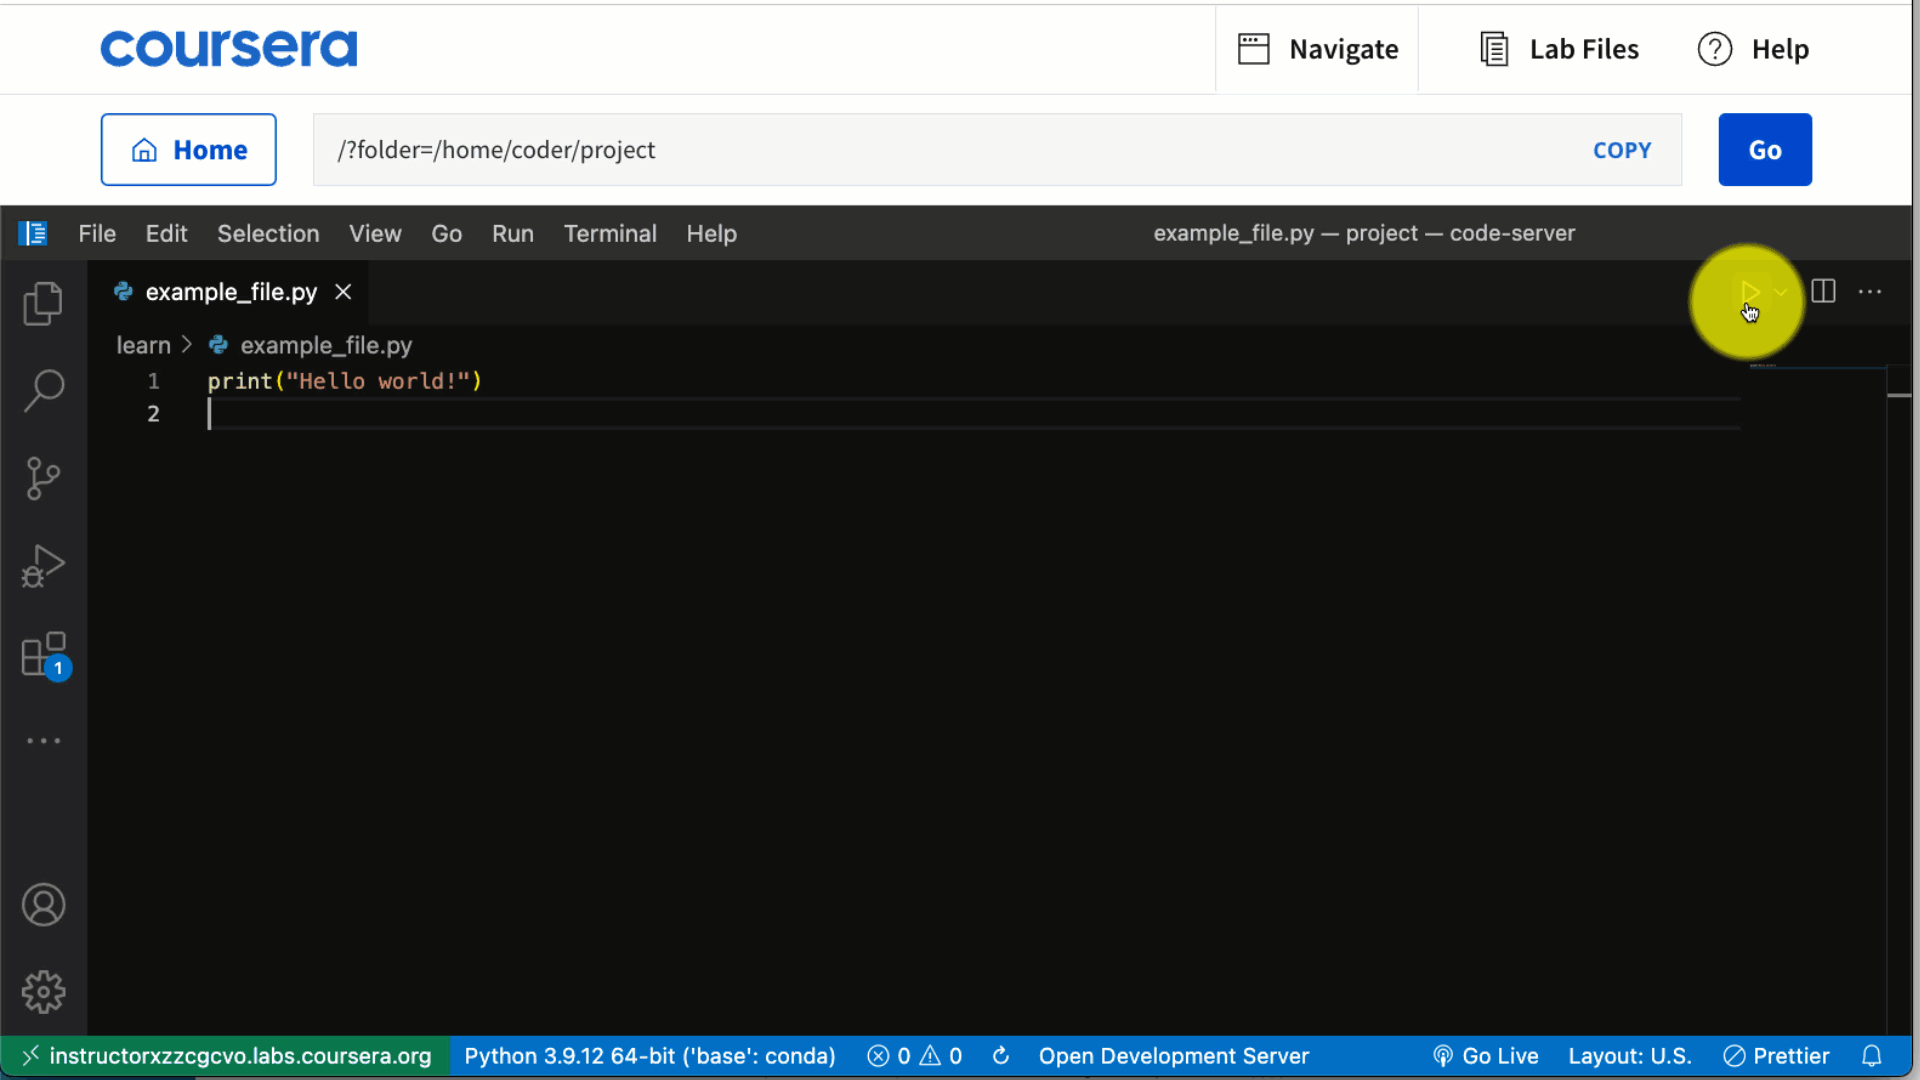 coursera
Navigate
Lab Files
Help
Home
/?folder=/home/coder/project
COPY
Go
File Edit Selection View Go Run Terminal Help
example_file.py — project — code-server
example_file.py
learn > example_file.py
1 print("Hello world!")
2
1
instructorxzzcgcvo.labs.coursera.org
Python 3.9.12 64-bit ('base': conda)
0 0
Open Development Server
Go Live
Layout: U.S.
Prettier